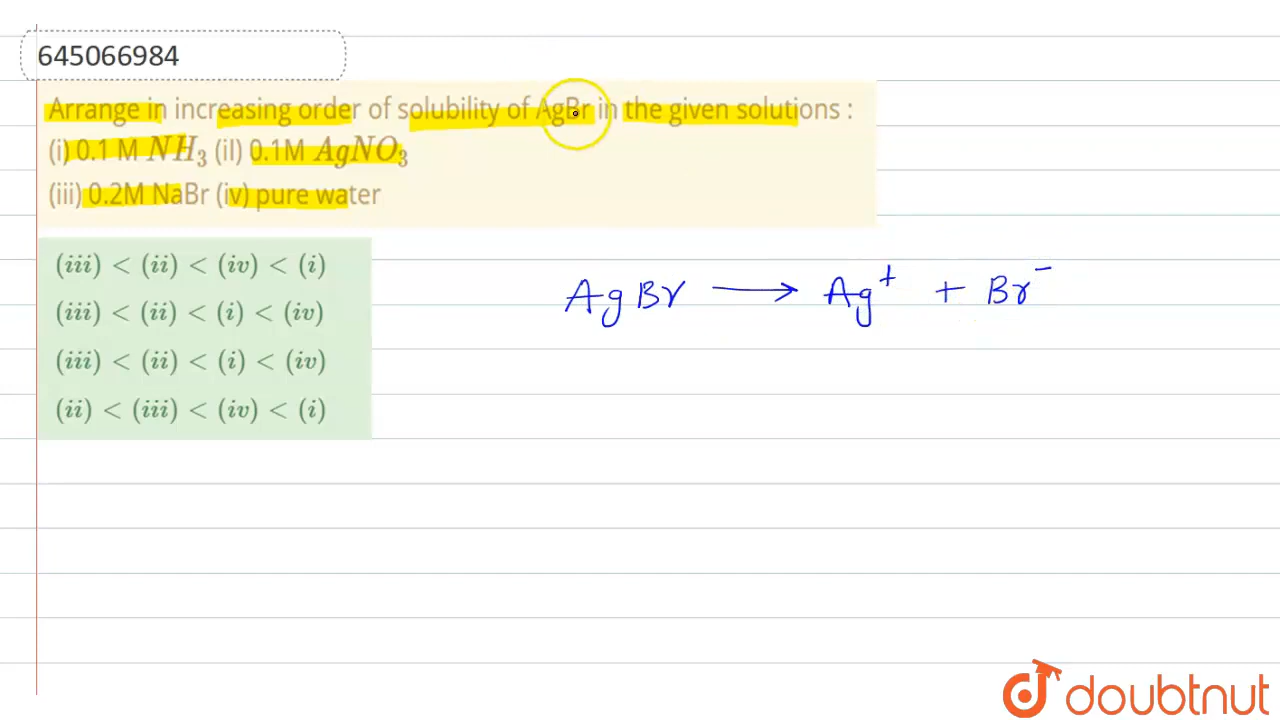 645066984
Arrange in increasing order of solubility of AgBr in the given solutions :
(i) 0.1 M NH₃ (iI) 0.1M AgNO₃
(iii) 0.2M NaBr (iv) pure water
(iii) < (ii) < (iv) < (i)
(iii) < (ii) < (i) < (iv)
(iii) < (ii) < (i) < (iv)
(ii) < (iii) < (iv) < (i)
AgBr → Ag⁺ + Br⁻
doubtnut